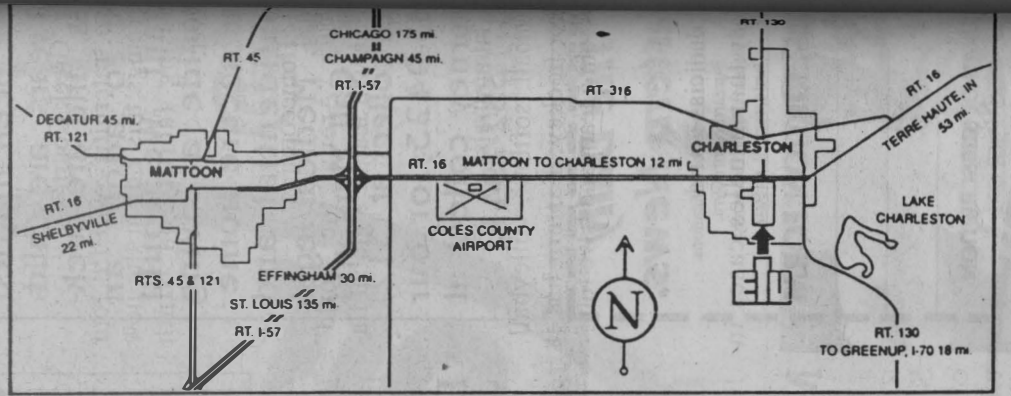 CHICAGO 175 mi.
CHAMPAIGN 45 mi.
RT. I-57
RT. 45
RT. 130
RT. 316
RT. 16
TERRE HAUTE, IN
53 mi.
DECATUR 45 mi.
RT. 121
MATTOON
RT. 16
MATTOON TO CHARLESTON 12 mi
CHARLESTON
RT. 16
SHELBYVILLE
22 mi.
COLES COUNTY
AIRPORT
LAKE
CHARLESTON
RTS. 45 & 121
EFFINGHAM 30 mi.
ST. LOUIS 135 mi
RT. I-57
N
EIU
RT. 130
TO GREENUP, I-70 18 mi.